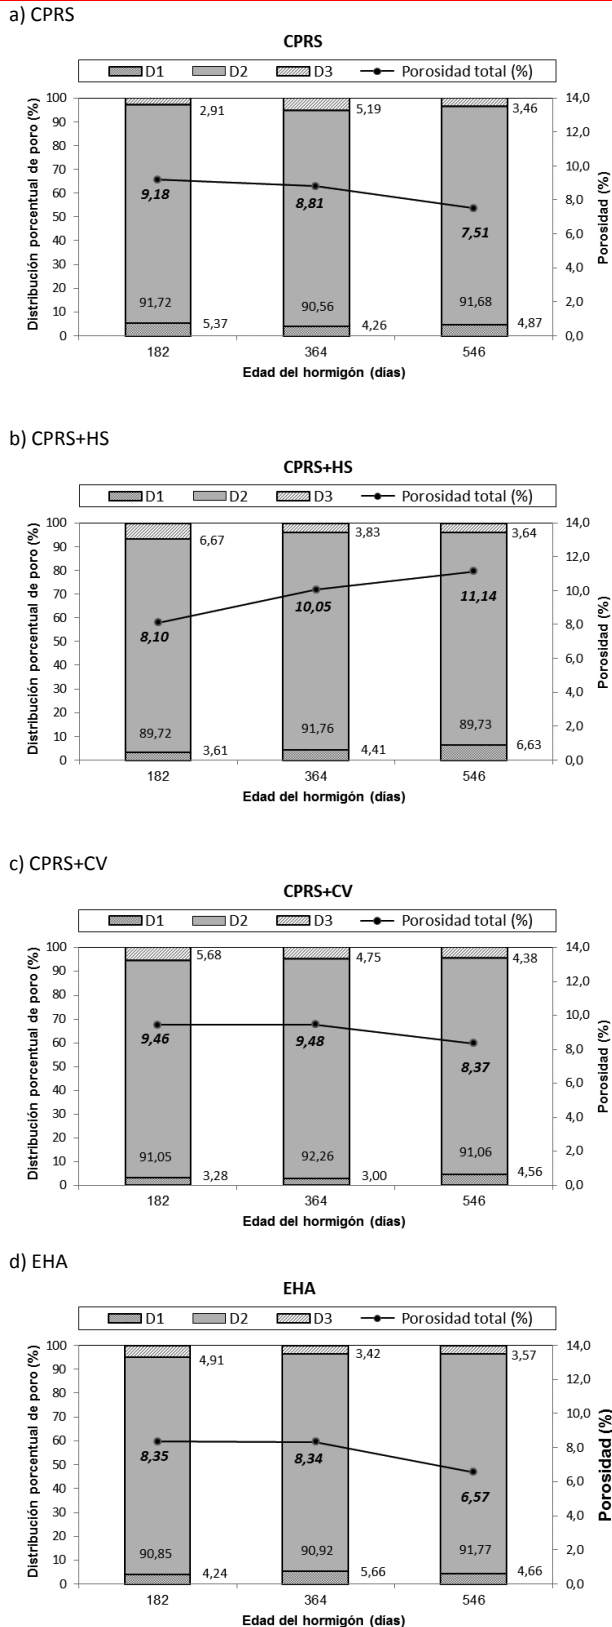 a) CPRS
CPRS
D1 D2 D3 Porosidad total (%)
Distribución porcentual de poro (%)
100
90
80
70
60
50
40
30
20
10
0
2,91 5,19 3,46
9,18 8,81 7,51
91,72 90,56 91,68
5,37 4,26 4,87
14,0
12,0
10,0
8,0
6,0
4,0
2,0
0,0
Porosidad (%)
182 364 546
Edad del hormigón (días)
b) CPRS+HS
CPRS+HS
D1 D2 D3 Porosidad total (%)
Distribución porcentual de poro (%)
100
90
80
70
60
50
40
30
20
10
0
6,67 3,83 3,64
8,10 10,05 11,14
89,72 91,76 89,73
3,61 4,41 6,63
14,0
12,0
10,0
8,0
6,0
4,0
2,0
0,0
Porosidad (%)
182 364 546
Edad del hormigón (días)
c) CPRS+CV
CPRS+CV
D1 D2 D3 Porosidad total (%)
Distribución porcentual de poro (%)
100
90
80
70
60
50
40
30
20
10
0
5,68 4,75 4,38
9,46 9,48 8,37
91,05 92,26 91,06
3,28 3,00 4,56
14,0
12,0
10,0
8,0
6,0
4,0
2,0
0,0
Porosidad (%)
182 364 546
Edad del hormigón (días)
d) EHA
EHA
D1 D2 D3 Porosidad total (%)
Distribución porcentual de poro (%)
100
90
80
70
60
50
40
30
20
10
0
4,91 3,42 3,57
8,35 8,34 6,57
90,85 90,92 91,77
4,24 5,66 4,66
14,0
12,0
10,0
8,0
6,0
4,0
2,0
0,0
Porosidad (%)
182 364 546
Edad del hormigón (días)